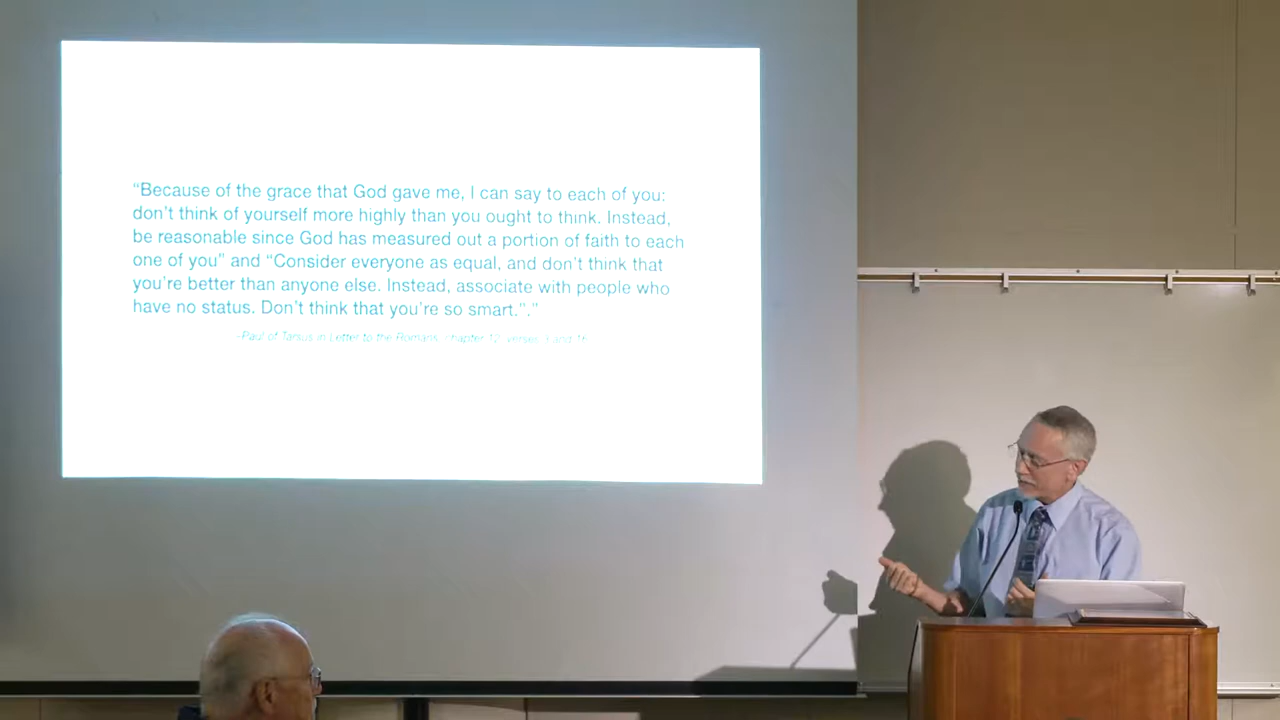 “Because of the grace that God gave me, I can say to each of you:
don’t think of yourself more highly than you ought to think. Instead,
be reasonable since God has measured out a portion of faith to each
one of you” and “Consider everyone as equal, and don’t think that
you’re better than anyone else. Instead, associate with people who
have no status. Don’t think that you’re so smart.”.”
–Paul of Tarsus in Letter to the Romans, chapter 12, verses and 16